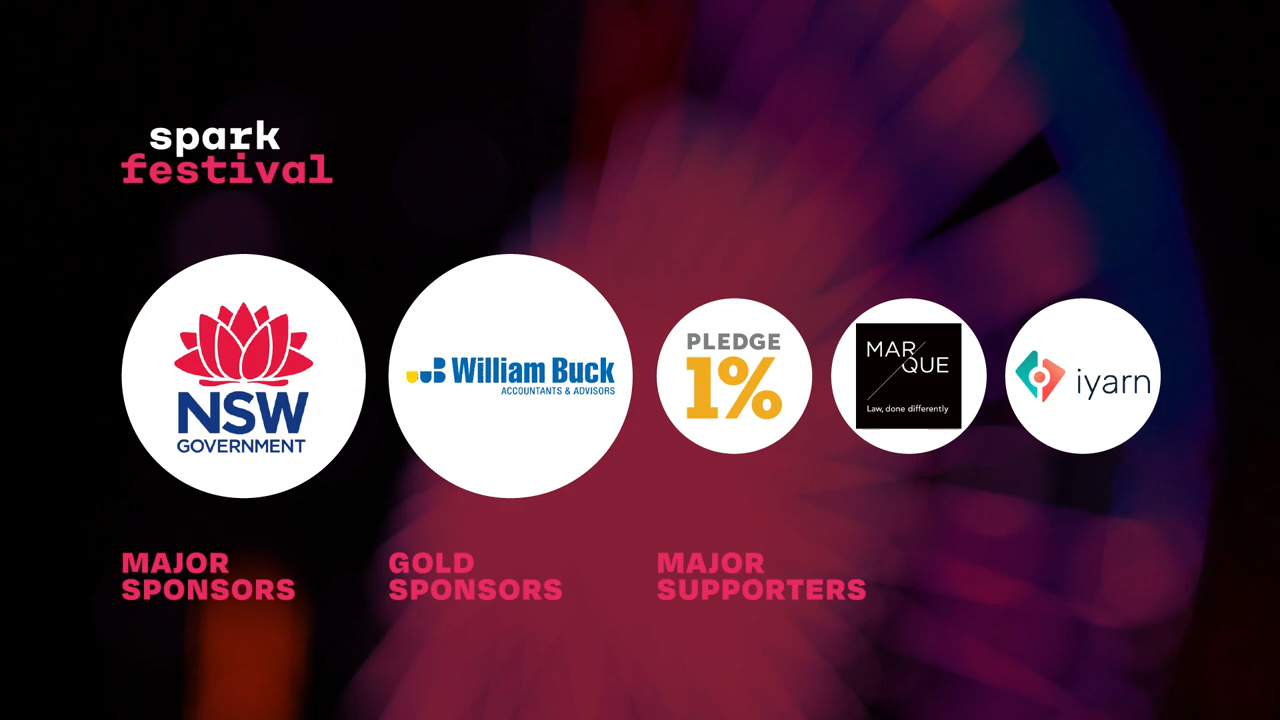 spark
festival
NSW
GOVERNMENT
William Buck
ACCOUNTANTS & ADVISORS
PLEDGE
1%
MAR
QUE
Law, done differently
iyarn
MAJOR
SPONSORS
GOLD
SPONSORS
MAJOR
SUPPORTERS